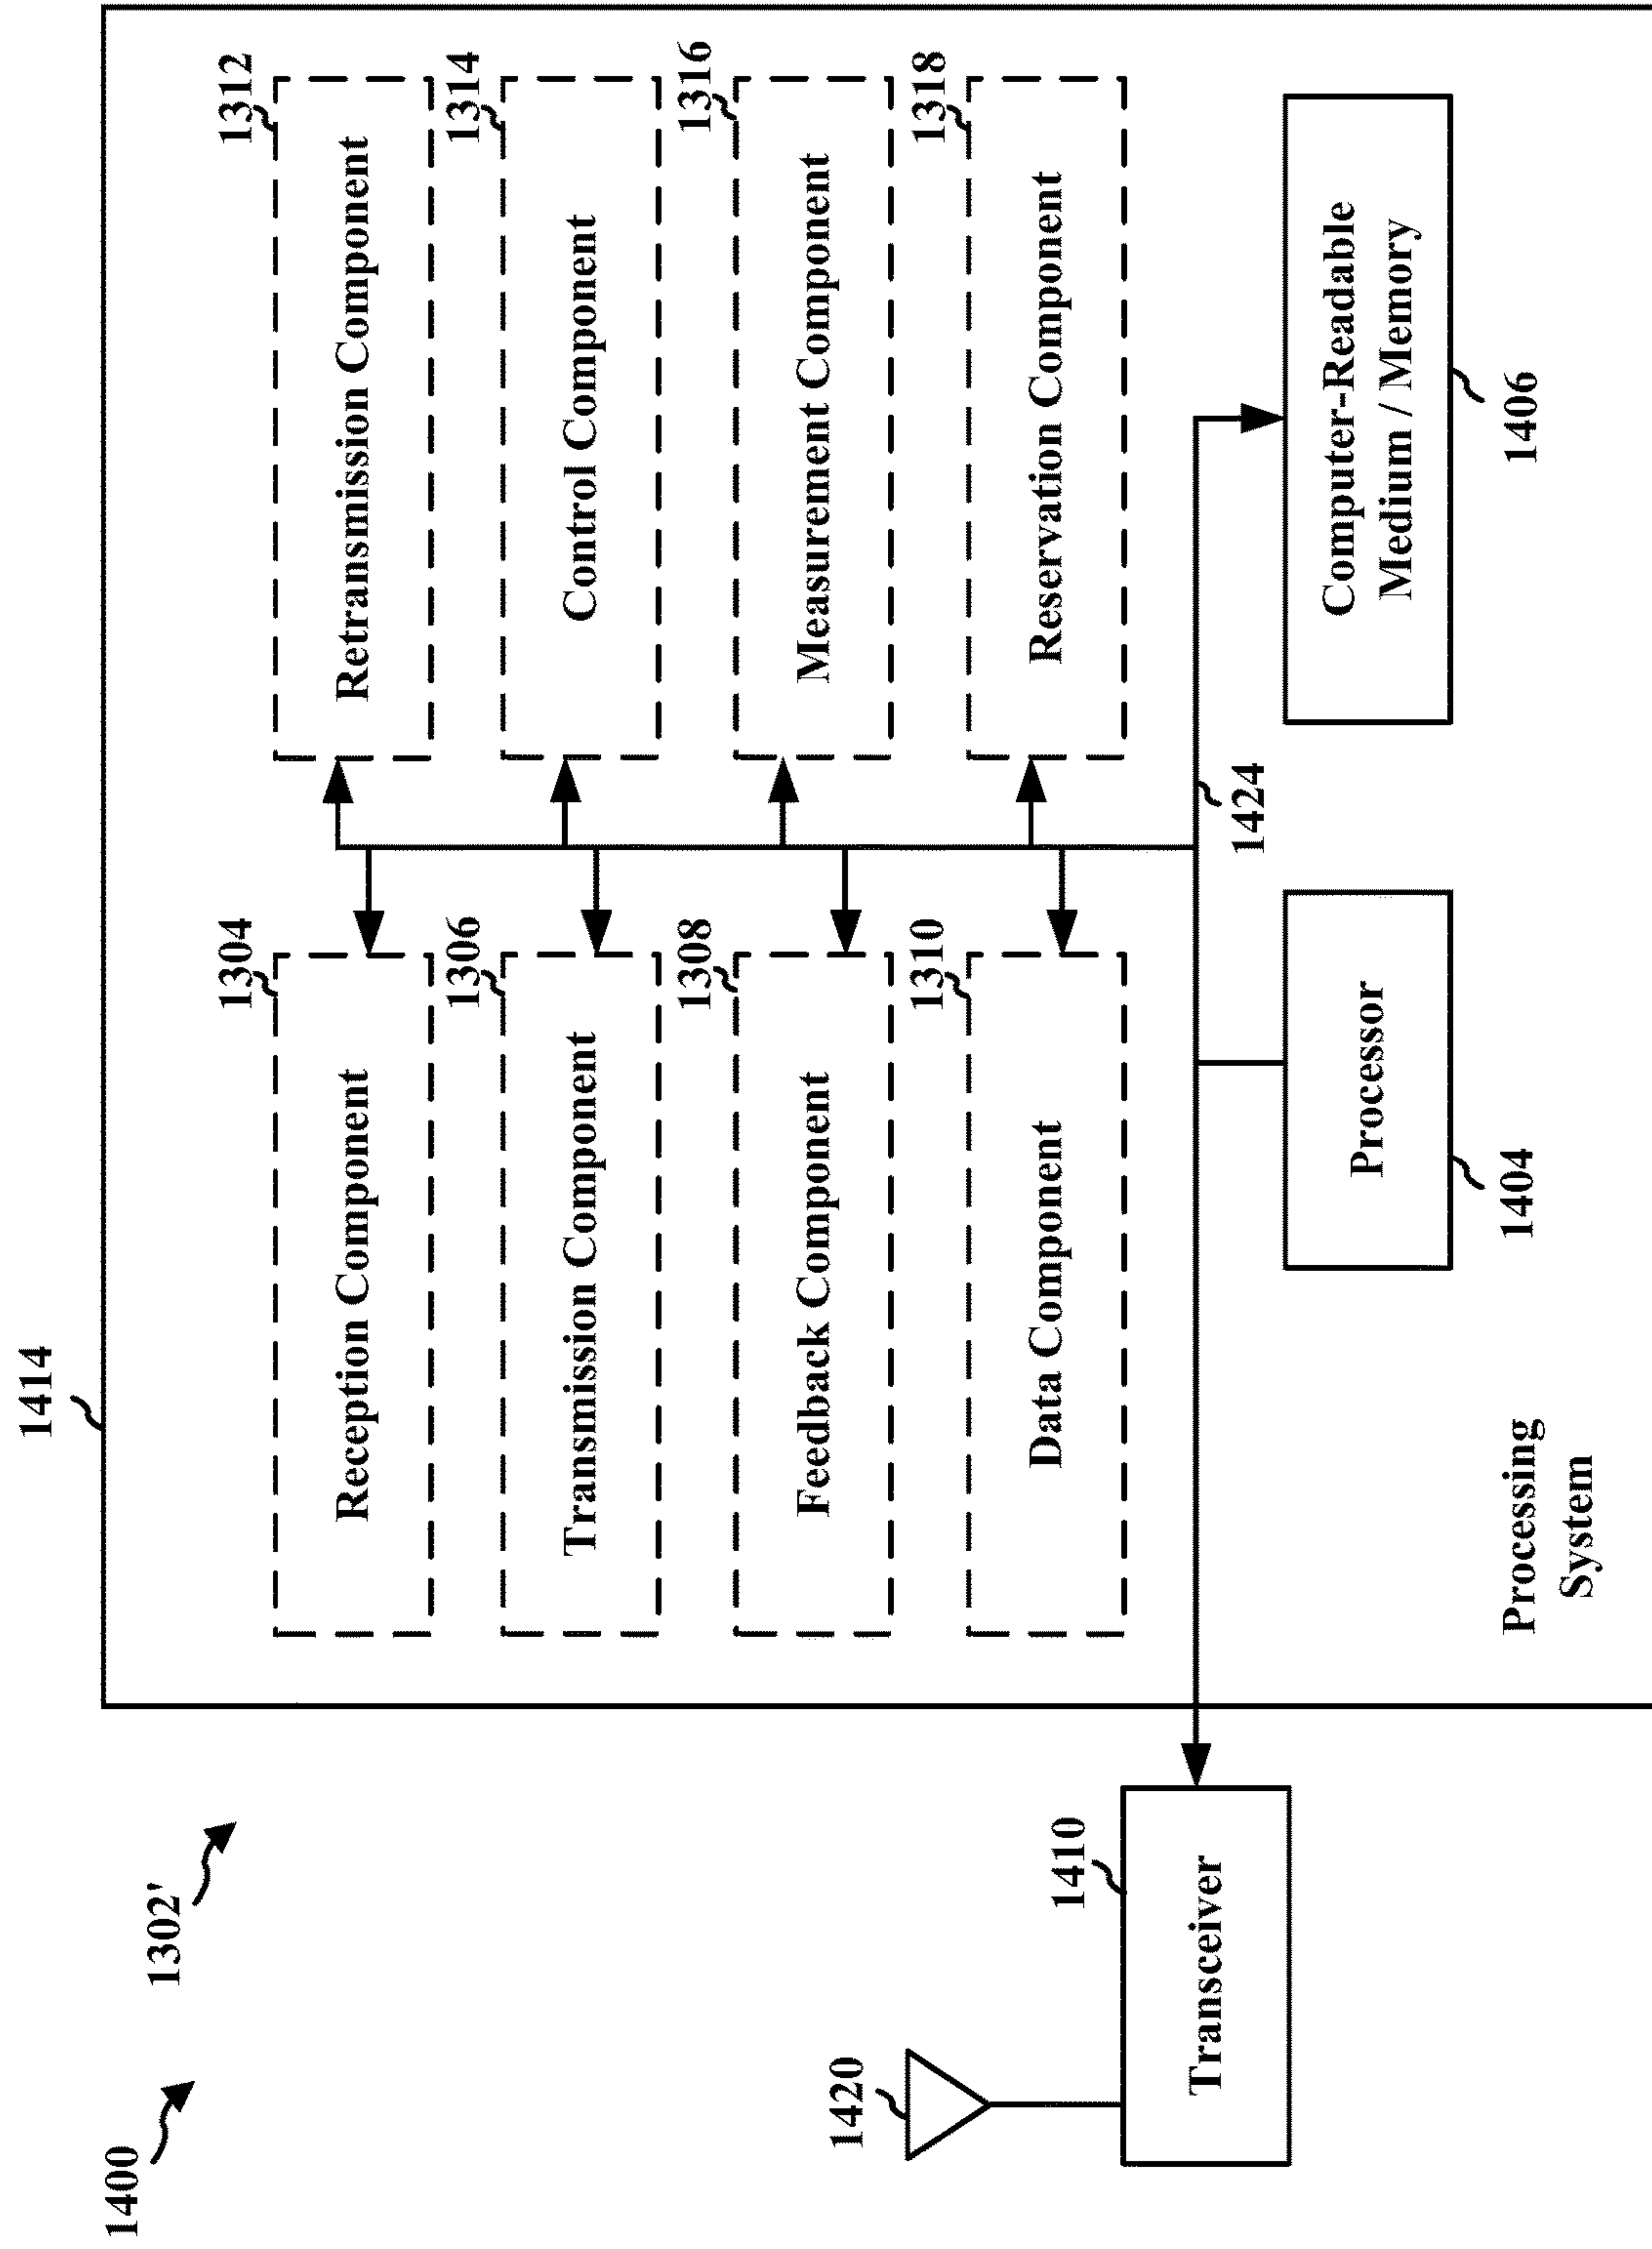 1400
1302'
1414
1304
Reception Component
1312
Retransmission Component
1306
Transmission Component
1314
Control Component
1308
Feedback Component
1316
Measurement Component
1310
Data Component
1318
Reservation Component
1420
1410
Transceiver
1424
Processor
1404
Computer-Readable
Medium / Memory
1406
Processing
System